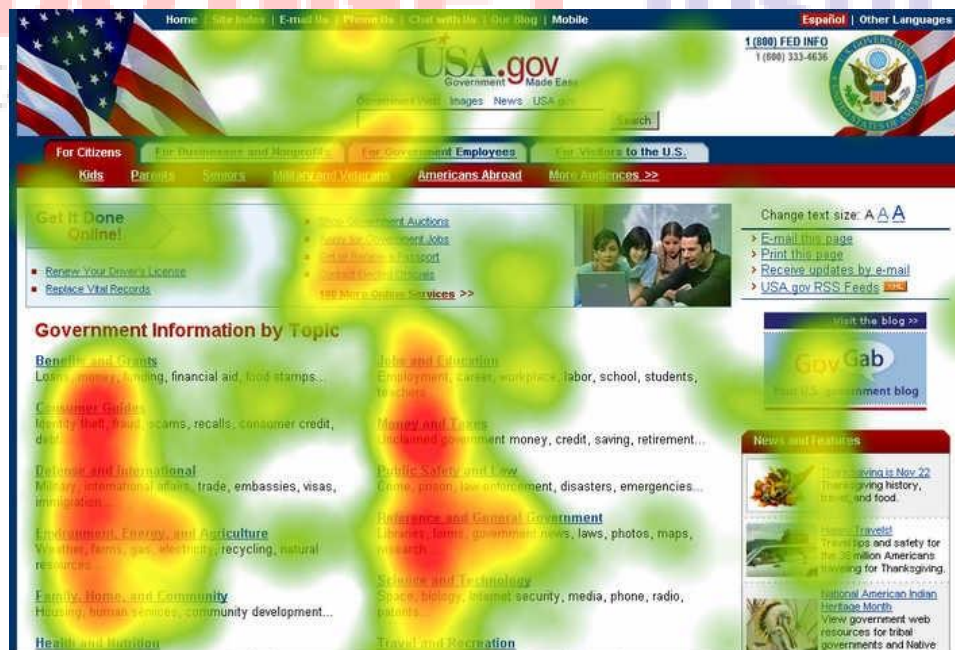 Home | Site Index | E-mail Us | Phone Us | Chat with Us | Our Blog | Mobile
Español | Other Languages
USA.gov
Government Made Easy
1 (800) FED INFO
1 (800) 333-4636
Government Web Images News USA.gov
Search
For Citizens
For Businesses and Nonprofits
For Government Employees
For Visitors to the U.S.
Kids Parents Seniors Military and Veterans Americans Abroad More Audiences >>
Get It Done
Online!
Renew Your Driver's License
Replace Vital Records
Shop Government Auctions
Apply for Government Jobs
Get or Renew a Passport
Contact Elected Officials
100 More Online Services >>
Change text size: A A A
E-mail this page
Print this page
Receive updates by e-mail
USA.gov RSS Feeds XML
Visit the blog >>
Gov Gab
Your U.S. government blog
Government Information by Topic
Benefits and Grants
Loans, money, funding, financial aid, food stamps...
Consumer Guides
Identity theft, fraud, scams, recalls, consumer credit,
debt...
Defense and International
Military, international affairs, trade, embassies, visas,
immigration...
Environment, Energy, and Agriculture
Weather, farms, gas, electricity, recycling, natural
resources...
Family, Home, and Community
Housing, human services, community development...
Health and Nutrition
Jobs and Education
Employment, career, workplace, labor, school, students,
teachers
Money and Taxes
Unclaimed government money, credit, saving, retirement...
Public Safety and Law
Crime, prison, law enforcement, disasters, emergencies...
Reference and General Government
Libraries, forms, government news, laws, photos, maps,
research...
Science and Technology
Space, biology, Internet security, media, phone, radio,
patents...
Travel and Recreation
News and Features
Thanksgiving is Nov 22
Thanksgiving history,
travel, and food.
Happy Travels!
Travel tips and safety for
the 38 million Americans
traveling for Thanksgiving.
National American Indian
Heritage Month
View government web
resources for tribal
governments and Native